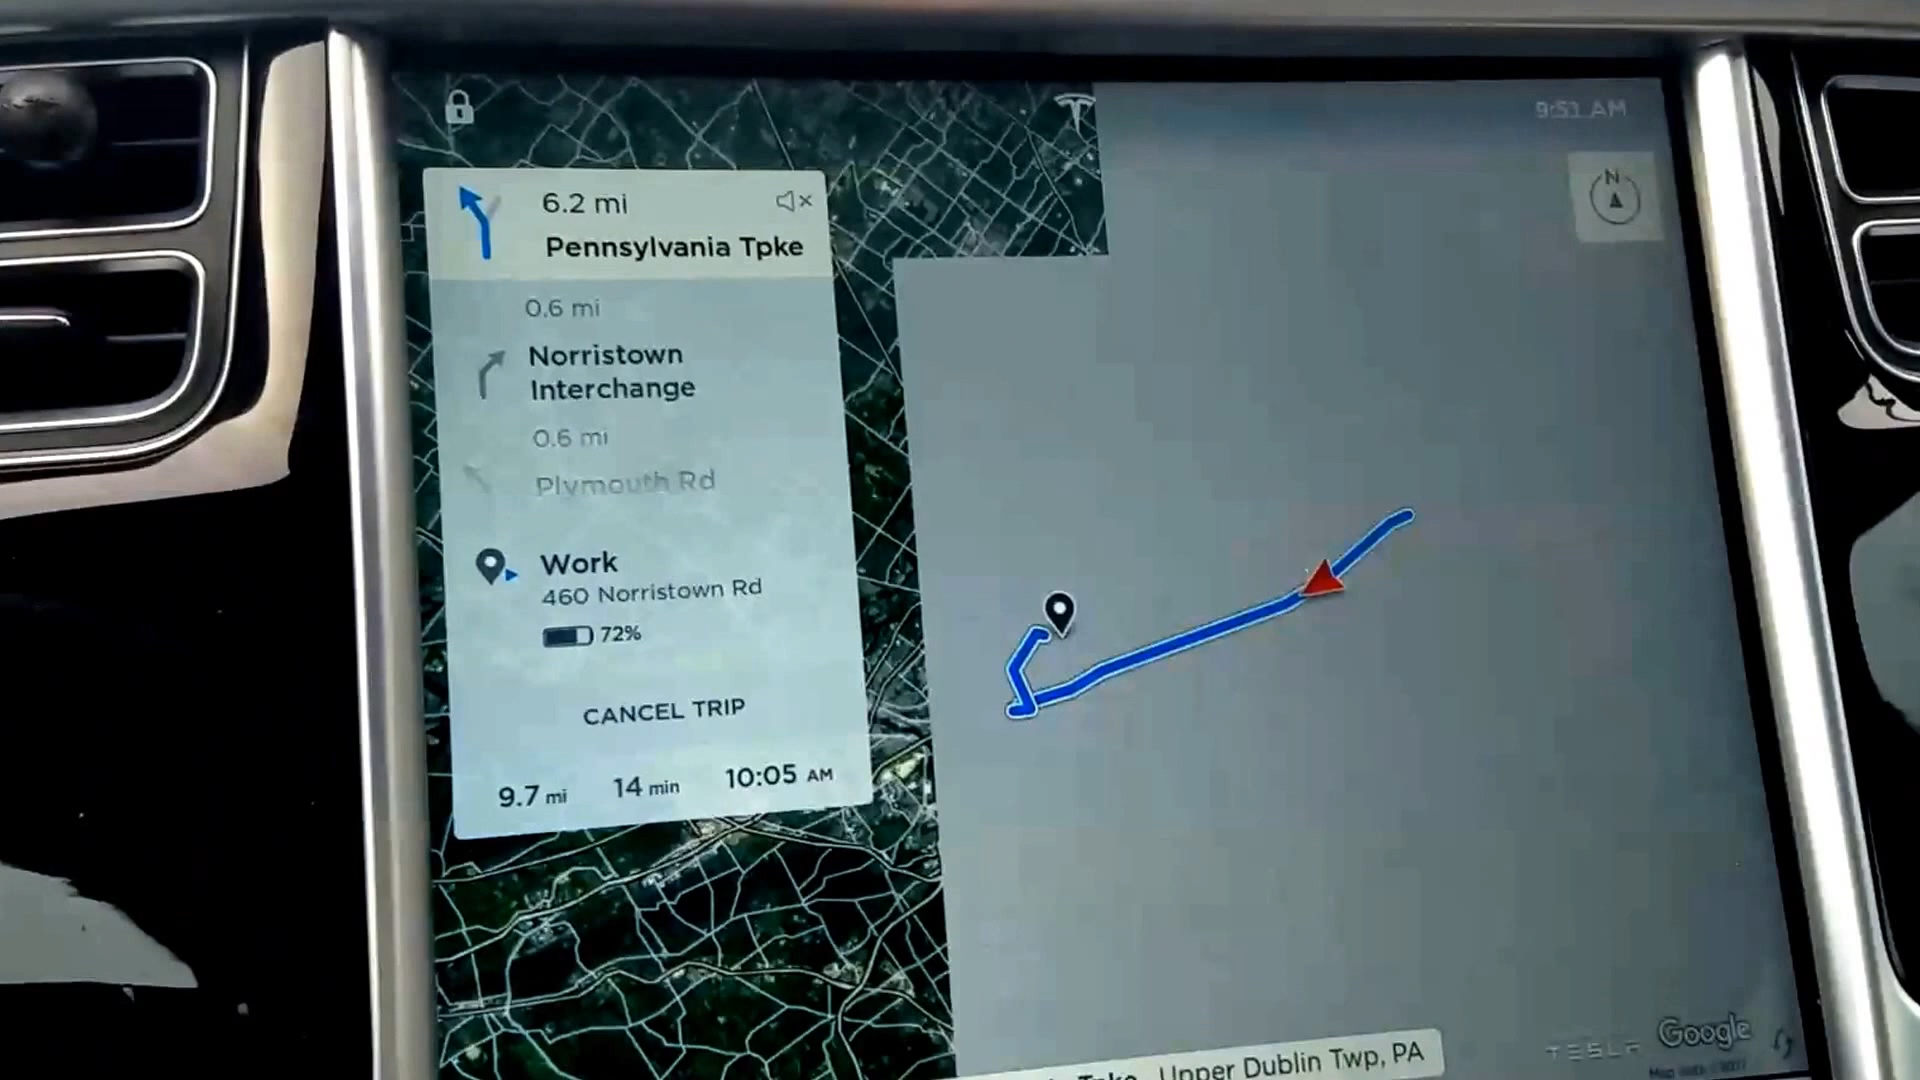 9:51 AM
N
6.2 mi
Pennsylvania Tpke
0.6 mi
Norristown
Interchange
0.6 mi
Plymouth Rd
Work
460 Norristown Rd
72%
CANCEL TRIP
9.7 mi 14 min 10:05 AM
Tpke, Upper Dublin Twp, PA
TESLA Google